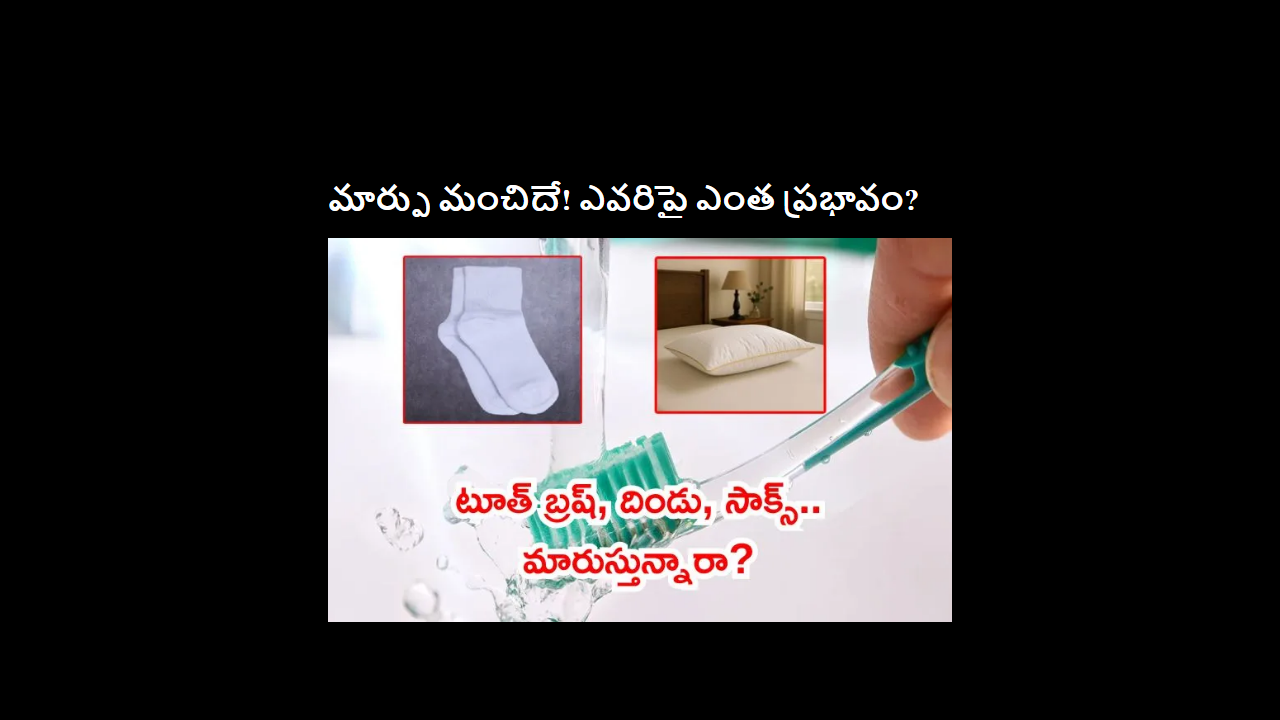 మార్పు మంచిదే! ఎవరిపై ఎంత ప్రభావం?
టూత్ బ్రష్, దిండు, సాక్స్..
మారుస్తున్నారా?